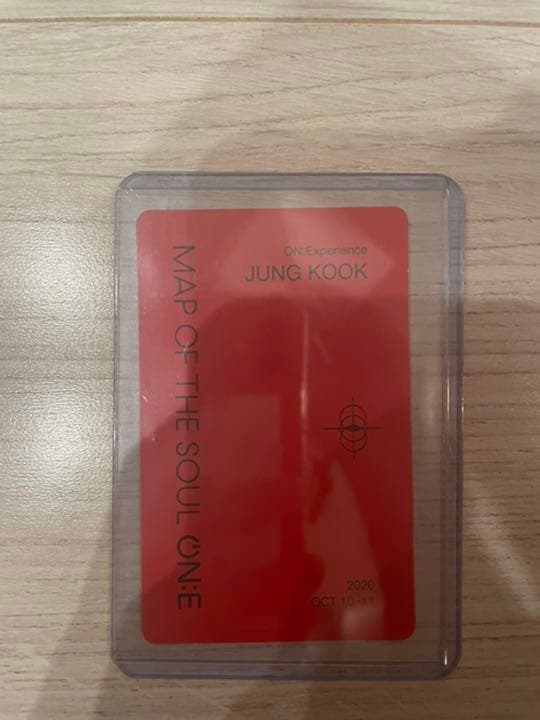 ON:Experience
JUNG KOOK
MAP OF THE SOUL ON:E
2020
OCT 10-11